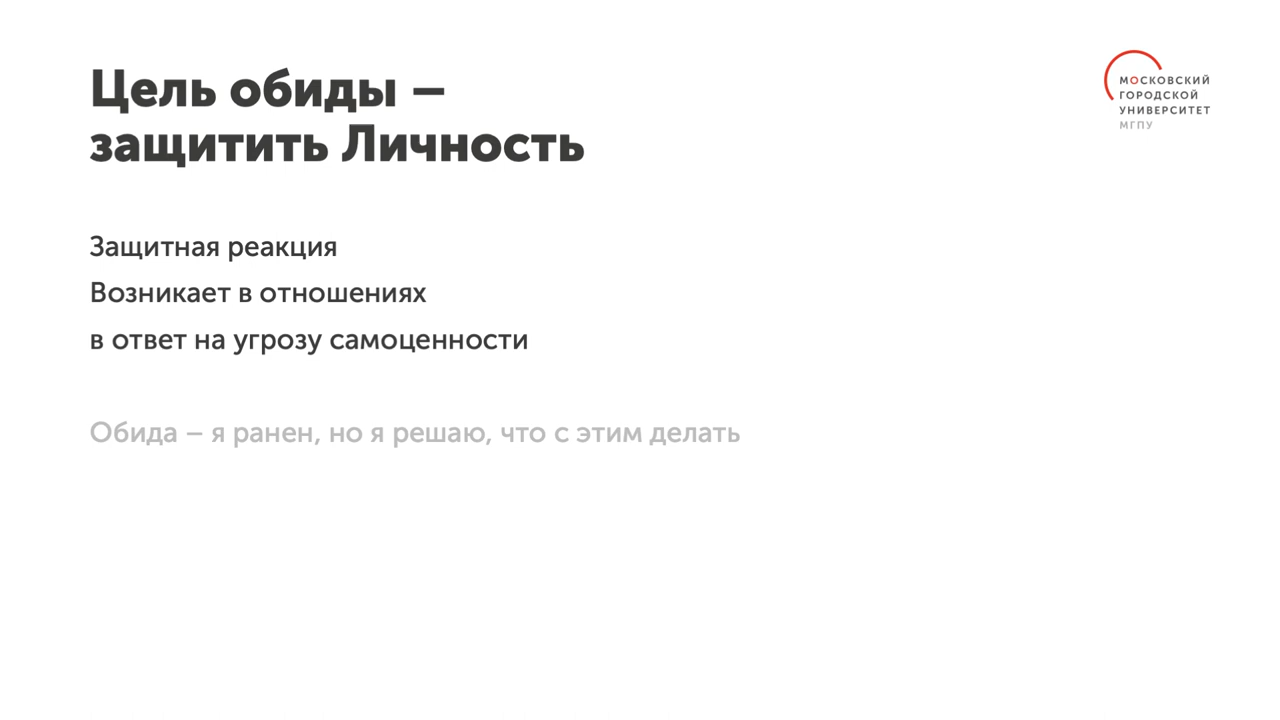 Цель обиды –
защитить Личность
МОСКОВСКИЙ
ГОРОДСКОЙ
УНИВЕРСИТЕТ
МГПУ
Защитная реакция
Возникает в отношениях
в ответ на угрозу самоценности
Обида – я ранен, но я решаю, что с этим делать